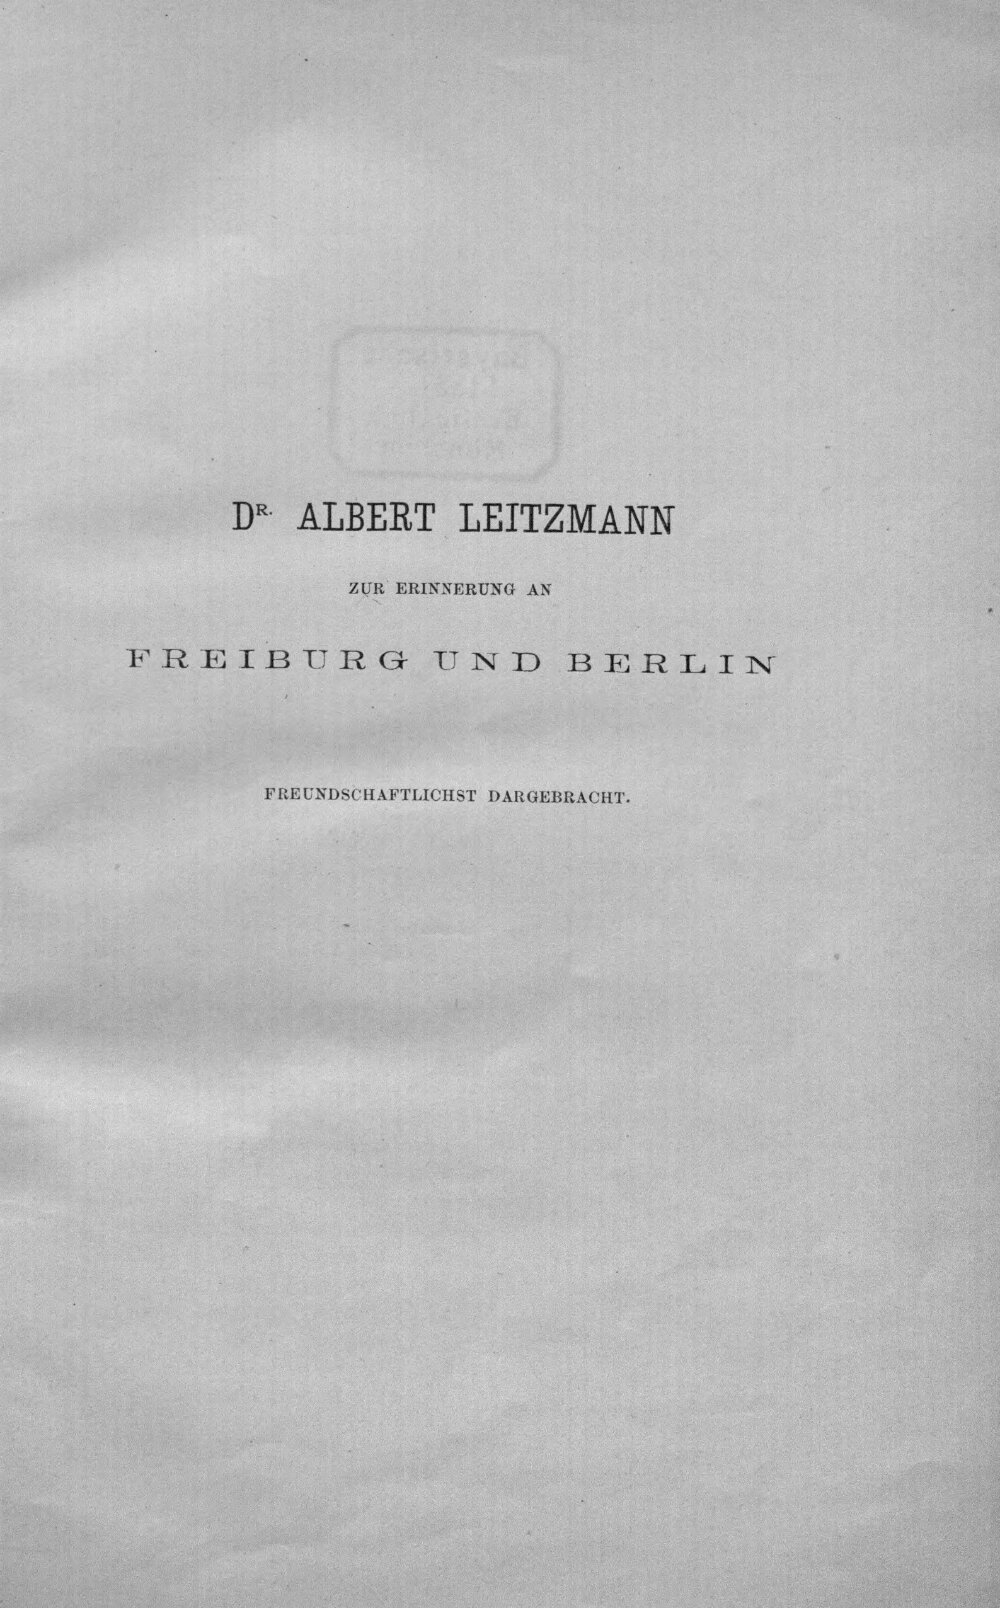 DR. ALBERT LEITZMANN
ZUR ERINNERUNG AN
FREIBURG UND BERLIN
FREUNDSCHAFTLICHST DARGEBRACHT.